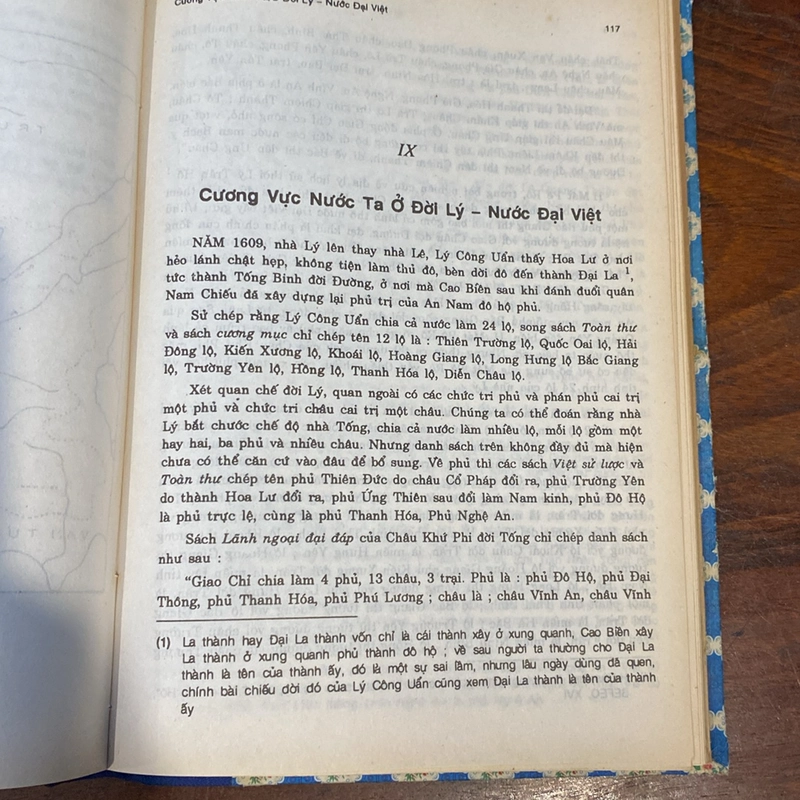 Đời Lý – Nước Đại Việt
117
IX
Cương Vực Nước Ta Ở Đời Lý – Nước Đại Việt
NĂM 1609, nhà Lý lên thay nhà Lê, Lý Công Uẩn thấy Hoa Lư ở nơi
hẻo lánh chật hẹp, không tiện làm thủ đô, bèn dời đô đến thành Đại La 1,
tức thành Tống Bình đời Đường, ở nơi mà Cao Biền sau khi đánh đuổi quân
Nam Chiếu đã xây dựng lại phủ trị của An Nam đô hộ phủ.
Sử chép rằng Lý Công Uẩn chia cả nước làm 24 lộ, song sách Toàn thư
và sách cương mục chỉ chép tên 12 lộ là : Thiên Trường lộ, Quốc Oai lộ, Hải
Đông lộ, Kiến Xương lộ, Khoái lộ, Hoàng Giang lộ, Long Hưng lộ Bắc Giang
lộ, Trường Yên lộ, Hồng lộ, Thanh Hóa lộ, Diễn Châu lộ.
Xét quan chế đời Lý, quan ngoài có các chức tri phủ và phán phủ cai trị
một phủ và chức tri châu cai trị một châu. Chúng ta có thể đoán rằng nhà
Lý bắt chước chế độ nhà Tống, chia cả nước làm nhiều lộ, mỗi lộ gồm một
hay hai, ba phủ và nhiều châu. Nhưng danh sách trên không đầy đủ mà hiện
chưa có thể căn cứ vào đâu để bổ sung. Về phủ thì các sách Việt sử lược và
Toàn thư chép tên phủ Thiên Đức do châu Cổ Pháp đổi ra, phủ Trường Yên
do thành Hoa Lư đổi ra, phủ Ứng Thiên sau đổi làm Nam kinh, phủ Đô Hộ
là phủ trực lệ, cùng là phủ Thanh Hóa, Phủ Nghệ An.
Sách Lãnh ngoại đại đáp của Châu Khứ Phi đời Tống chỉ chép danh sách
như sau :
“Giao Chỉ chia làm 4 phủ, 13 châu, 3 trại. Phủ là : phủ Đô Hộ, phủ Đại
Thông, phủ Thanh Hóa, phủ Phú Lương ; châu là ; châu Vĩnh An, châu Vĩnh
(1) La thành hay Đại La thành vốn chỉ là cái thành xây ở xung quanh, Cao Biền xây
La thành ở xung quanh phủ thành đô hộ ; về sau người ta thường cho Đại La
thành là tên của thành ấy, đó là một sự sai lầm, nhưng lâu ngày dùng đã quen,
chính bài chiếu dời đó của Lý Công Uẩn cũng xem Đại La thành là tên của thành
ấy